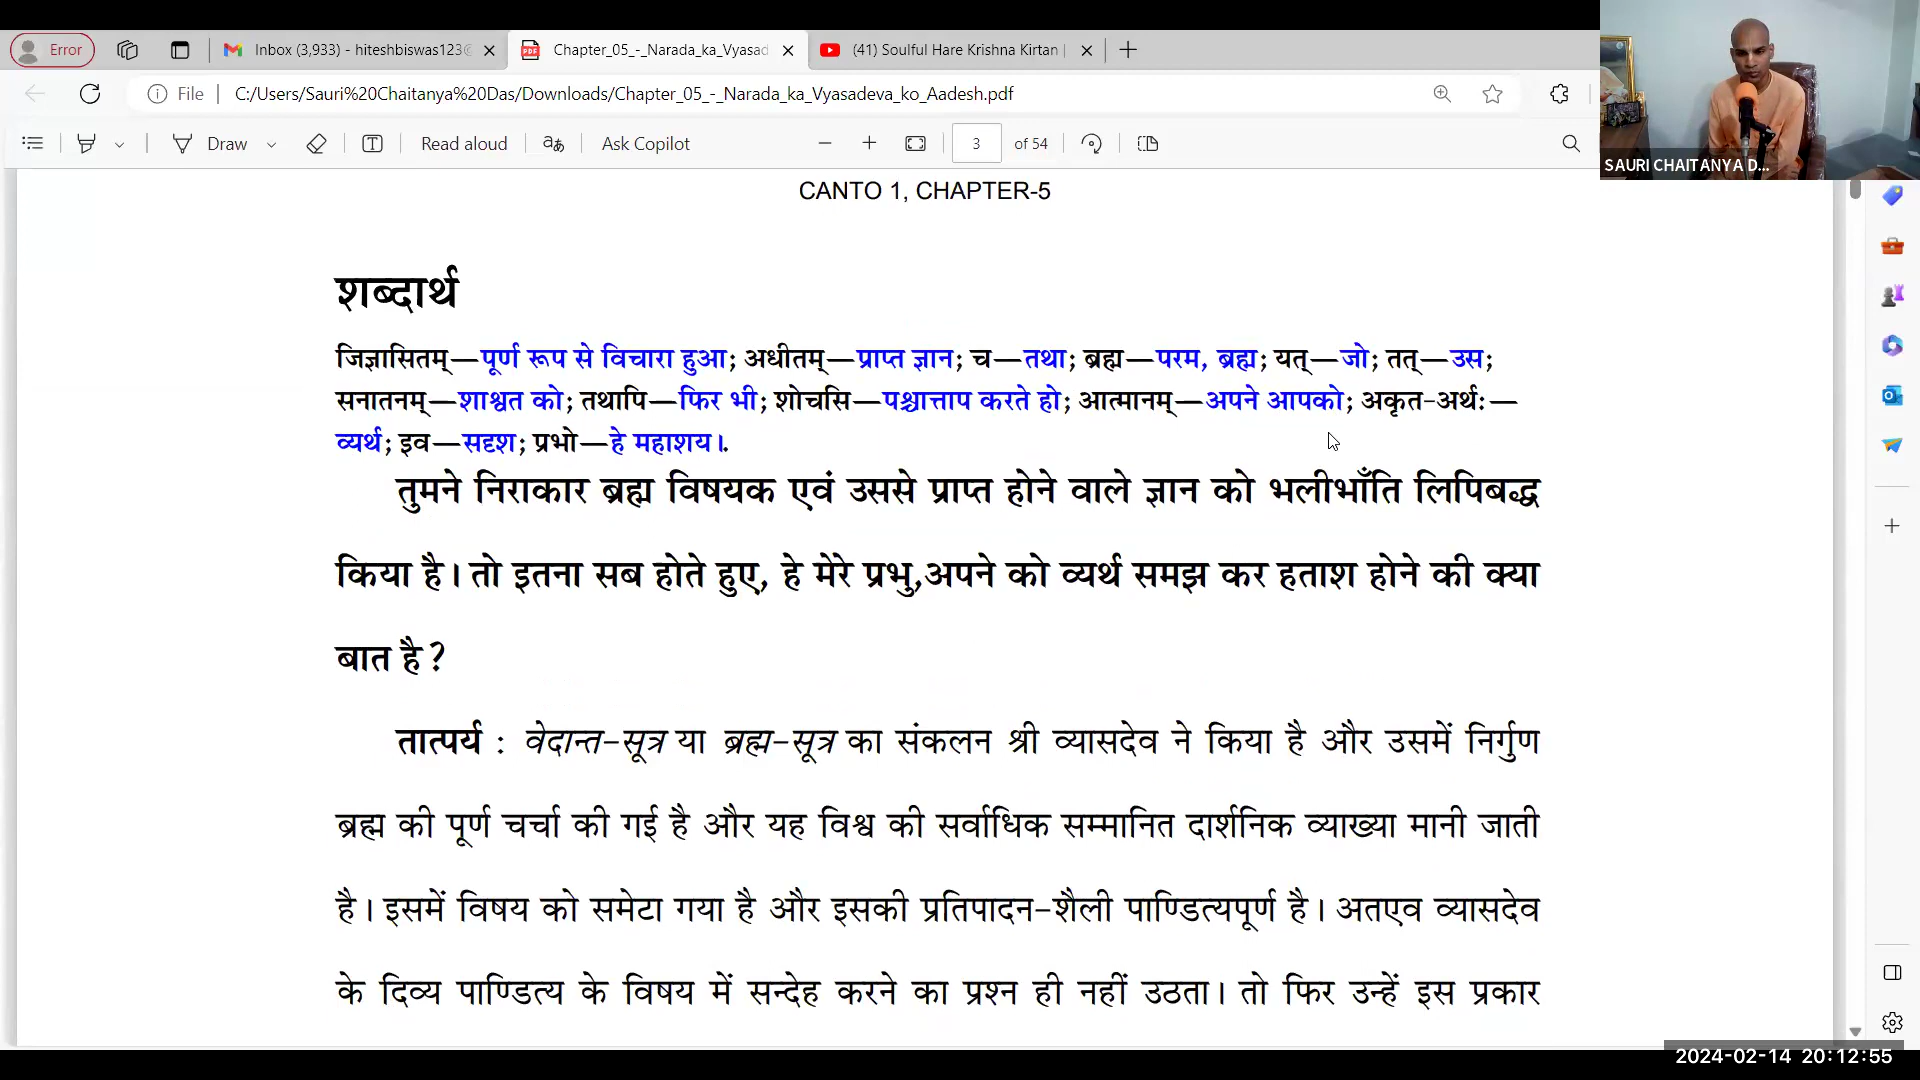 Error
Inbox (3,933) - hiteshbiswas123
Chapter_05_-_Narada_ka_Vyasad
(41) Soulful Hare Krishna Kirtan
File
C:/Users/Sauri%20Chaitanya%20Das/Downloads/Chapter_05_-_Narada_ka_Vyasadeva_ko_Aadesh.pdf
Draw
Read aloud
Ask Copilot
3 of 54
SAURI CHAITANYA D...
CANTO 1, CHAPTER-5
शब्दार्थ
जिज्ञासितम्—पूर्ण रूप से विचारा हुआ; अधीतम्—प्राप्त ज्ञान; च—तथा; ब्रह्म—परम, ब्रह्म; यत्—जो; तत्—उस;
सनातनम्—शाश्वत को; तथापि—फिर भी; शोचसि—पश्चात्ताप करते हो; आत्मानम्—अपने आपको; अकृत-अर्थः—
व्यर्थ; इव—सदृश; प्रभो—हे महाशय।.
तुमने निराकार ब्रह्म विषयक एवं उससे प्राप्त होने वाले ज्ञान को भलीभाँति लिपिबद्ध
किया है। तो इतना सब होते हुए, हे मेरे प्रभु,अपने को व्यर्थ समझ कर हताश होने की क्या
बात है?
तात्पर्य : वेदान्त-सूत्र या ब्रह्म-सूत्र का संकलन श्री व्यासदेव ने किया है और उसमें निर्गुण
ब्रह्म की पूर्ण चर्चा की गई है और यह विश्व की सर्वाधिक सम्मानित दार्शनिक व्याख्या मानी जाती
है। इसमें विषय को समेटा गया है और इसकी प्रतिपादन-शैली पाण्डित्यपूर्ण है। अतएव व्यासदेव
के दिव्य पाण्डित्य के विषय में सन्देह करने का प्रश्न ही नहीं उठता। तो फिर उन्हें इस प्रकार
2024-02-14 20:12:55